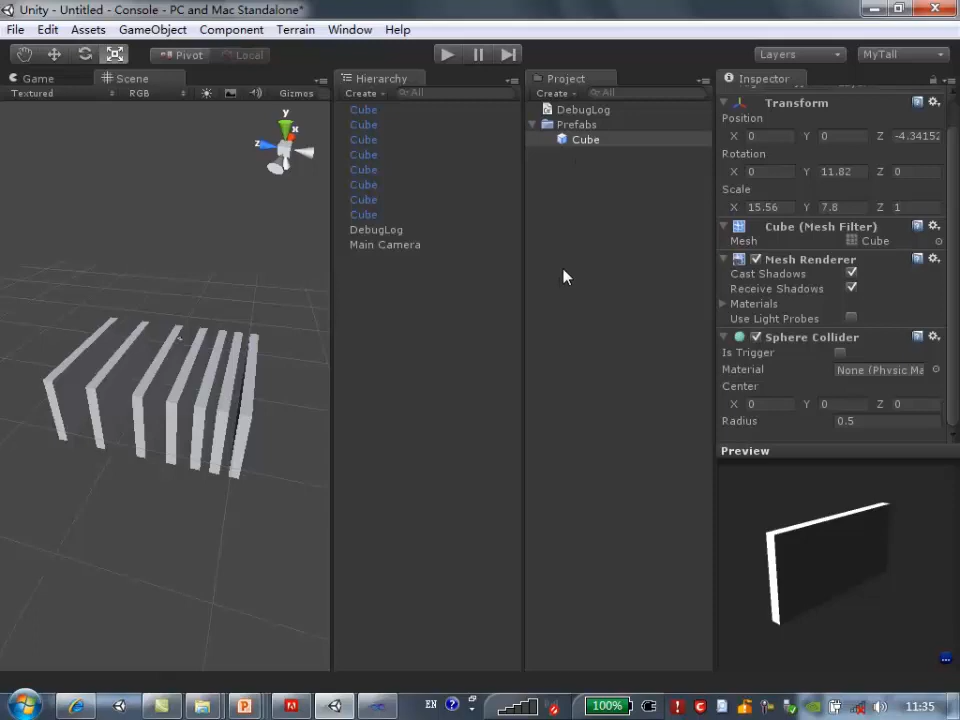 Unity - Untitled - Console - PC and Mac Standalone*
File Edit Assets GameObject Component Terrain Window Help
Pivot Local Layers MyTall
Game Scene Hierarchy Project Inspector
Textured RGB Gizmos Create All Create All
Cube
Cube
Cube
Cube
Cube
Cube
Cube
Cube
DebugLog
Main Camera
DebugLog
Prefabs
Cube
Transform
Position
X 0 Y 0 Z -4.34152
Rotation
X 0 Y 11.82 Z 0
Scale
X 15.56 Y 7.8 Z 1
Cube (Mesh Filter)
Mesh Cube
Mesh Renderer
Cast Shadows
Receive Shadows
Materials
Use Light Probes
Sphere Collider
Is Trigger
Material None (Physic Ma
Center
X 0 Y 0 Z 0
Radius 0.5
Preview
y
x
z
EN 100% 11:35